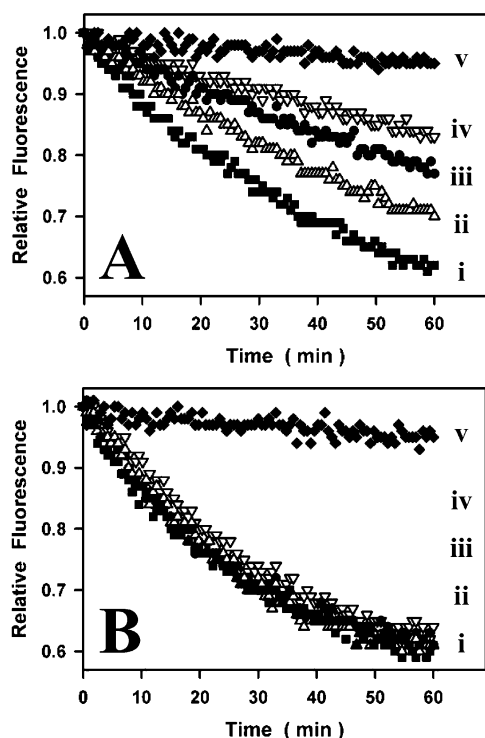 1.0
0.9
0.8
0.7
0.6
Relative Fluorescence
A
v
iv
iii
ii
i
0 10 20 30 40 50 60
Time ( min )
1.0
0.9
0.8
0.7
0.6
Relative Fluorescence
B
v
iv
iii
ii
i
0 10 20 30 40 50 60
Time ( min )